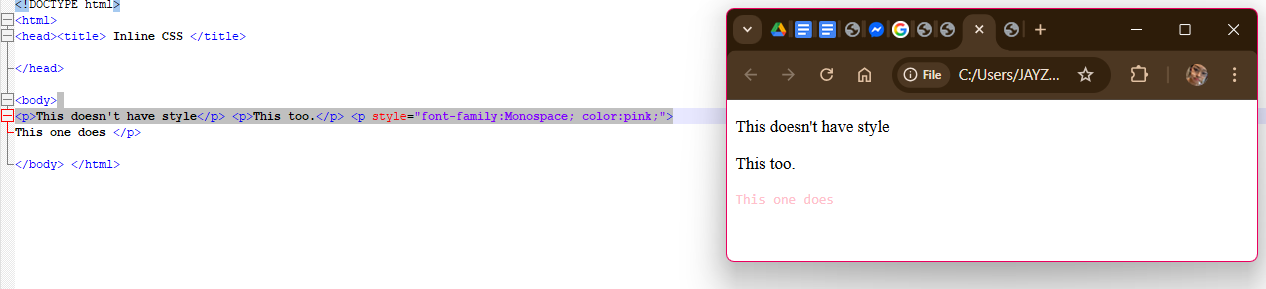 <!DOCTYPE html>
<html>
<head><title> Inline CSS </title>
</head>
<body>
<p>This doesn't have style</p> <p>This too.</p> <p style="font-family:Monospace; color:pink;">
This one does </p>
</body> </html>
File C:/Users/JAYZ...
This doesn't have style
This too.
This one does